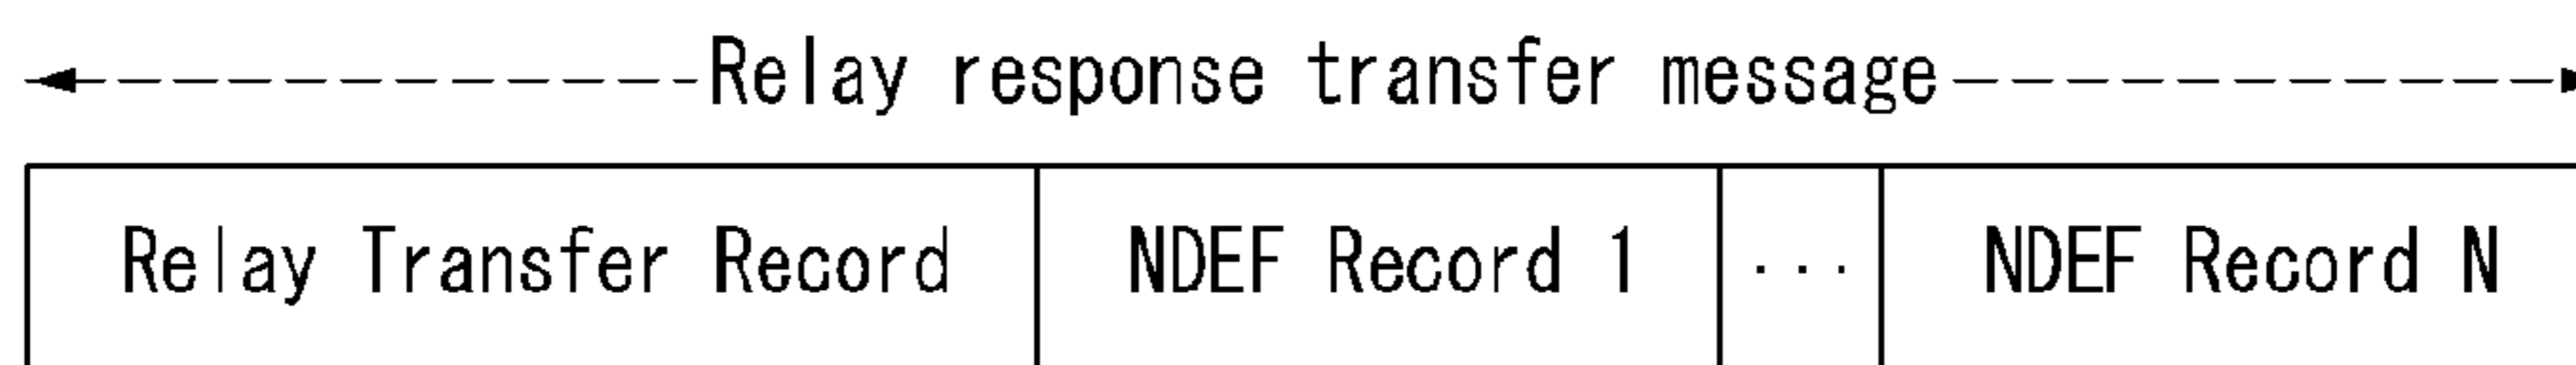 Relay response transfer message
Relay Transfer Record NDEF Record 1 ... NDEF Record N